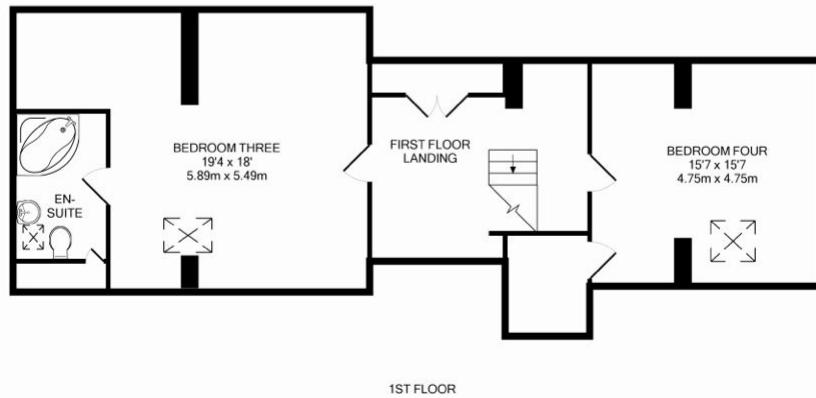 BEDROOM THREE
19'4 x 18'
5.89m x 5.49m
EN-
SUITE
FIRST FLOOR
LANDING
BEDROOM FOUR
15'7 x 15'7
4.75m x 4.75m
1ST FLOOR